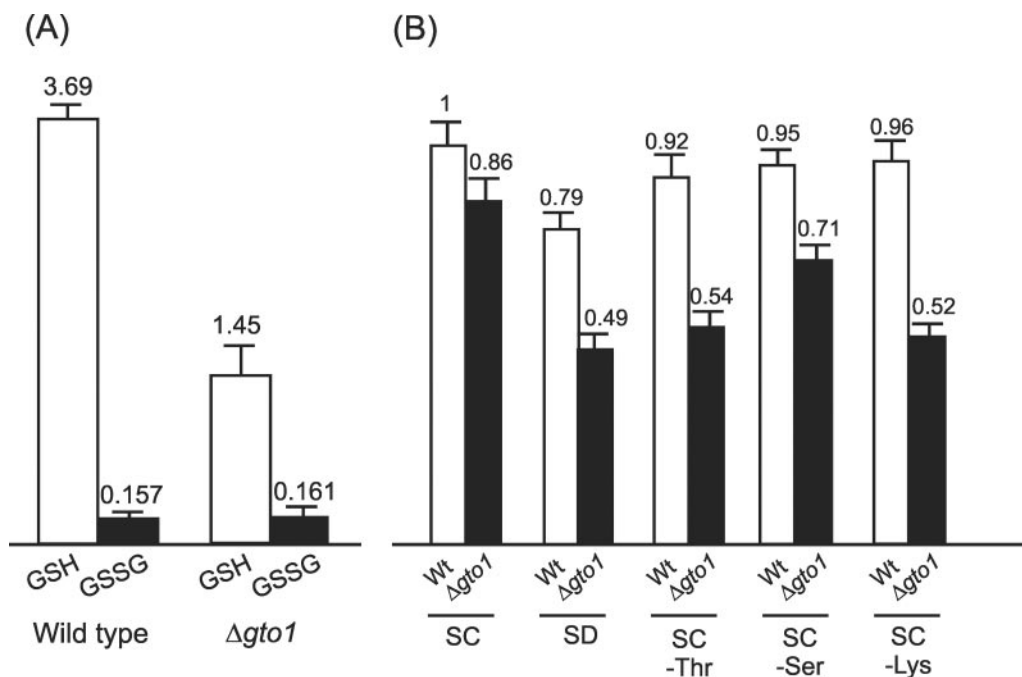 (A)
3.69
0.157
1.45
0.161
GSH GSSG GSH GSSG
Wild type Δgto1
(B)
1 0.86 0.79 0.49 0.92 0.54 0.95 0.71 0.96 0.52
Wt Δgto1 Wt Δgto1 Wt Δgto1 Wt Δgto1 Wt Δgto1
SC SD SC SC SC
-Thr -Ser -Lys